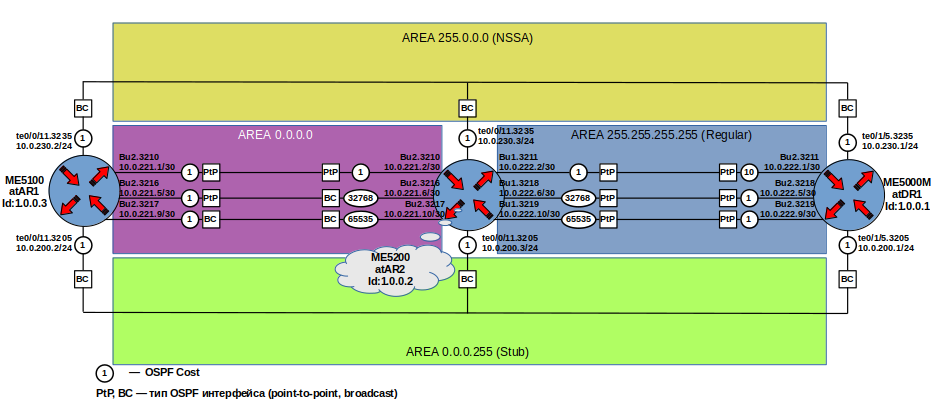 AREA 255.0.0.0 (NSSA)
BC
BC
BC
te0/0/11.3235
10.0.230.2/24
1
te0/0/11.3235
10.0.230.3/24
1
te0/1/5.3235
10.0.230.1/24
1
AREA 0.0.0.0
AREA 255.255.255.255 (Regular)
ME5100
atAR1
Id:1.0.0.3
Bu2.3210
10.0.221.1/30
1
PtP
PtP
1
Bu2.3210
10.0.221.2/30
Bu1.3211
10.0.222.2/30
1
PtP
PtP
10
Bu2.3211
10.0.222.1/30
Bu2.3216
10.0.221.5/30
1
PtP
BC
32768
Bu2.3216
10.0.221.6/30
Bu1.3218
10.0.222.6/30
32768
PtP
PtP
1
Bu2.3218
10.0.222.5/30
Bu2.3217
10.0.221.9/30
1
BC
BC
65535
Bu2.3217
10.0.221.10/30
Bu1.3219
10.0.222.10/30
65535
PtP
PtP
1
Bu2.3219
10.0.222.9/30
ME5000M
atDR1
Id:1.0.0.1
te0/0/11.3205
10.0.200.2/24
1
te0/0/11.3205
10.0.200.3/24
1
te0/1/5.3205
10.0.200.1/24
1
ME5200
atAR2
Id:1.0.0.2
BC
BC
BC
AREA 0.0.0.255 (Stub)
1 — OSPF Cost
PtP, BC — тип OSPF интерфейса (point-to-point, broadcast)